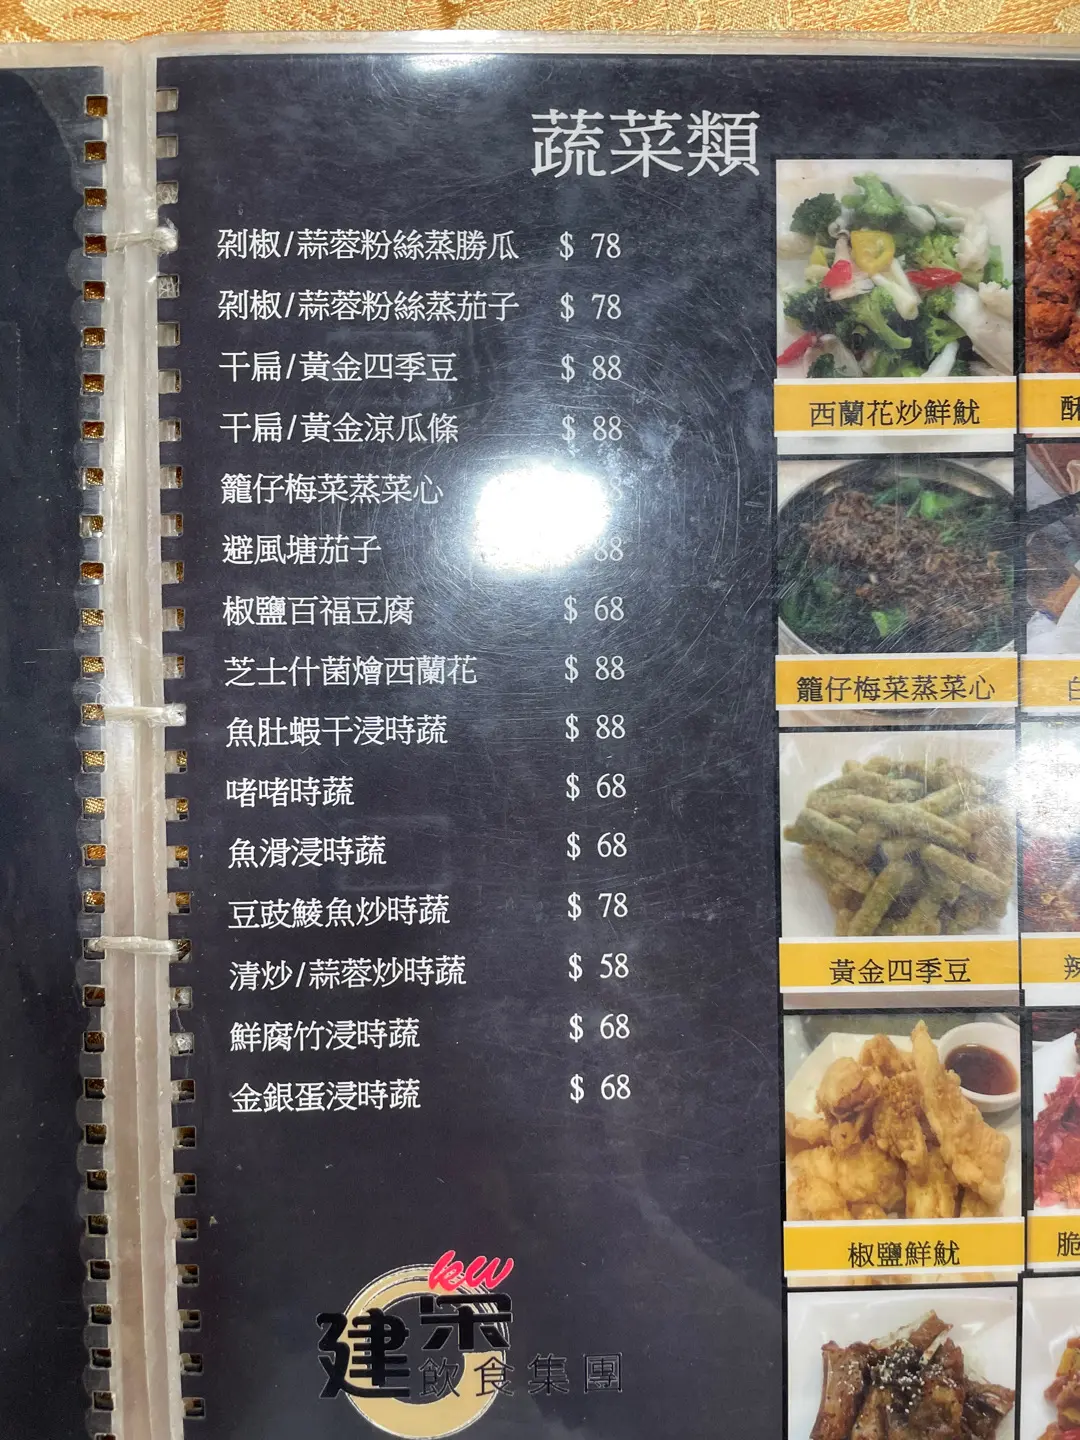 蔬菜類
剁椒/蒜蓉粉絲蒸勝瓜 $ 78
剁椒/蒜蓉粉絲蒸茄子 $ 78
干扁/黃金四季豆 $ 88
干扁/黃金涼瓜條 $ 88
籠仔梅菜蒸菜心
避風塘茄子 88
椒鹽百福豆腐 $ 68
芝士什菌燴西蘭花 $ 88
魚肚蝦干浸時蔬 $ 88
啫啫時蔬 $ 68
魚滑浸時蔬 $ 68
豆豉鯪魚炒時蔬 $ 78
清炒/蒜蓉炒時蔬 $ 58
鮮腐竹浸時蔬 $ 68
金銀蛋浸時蔬 $ 68
kw
建
飲食集團
西蘭花炒鮮魷
籠仔梅菜蒸菜心
黃金四季豆
椒鹽鮮魷
酥
白
辣
脆